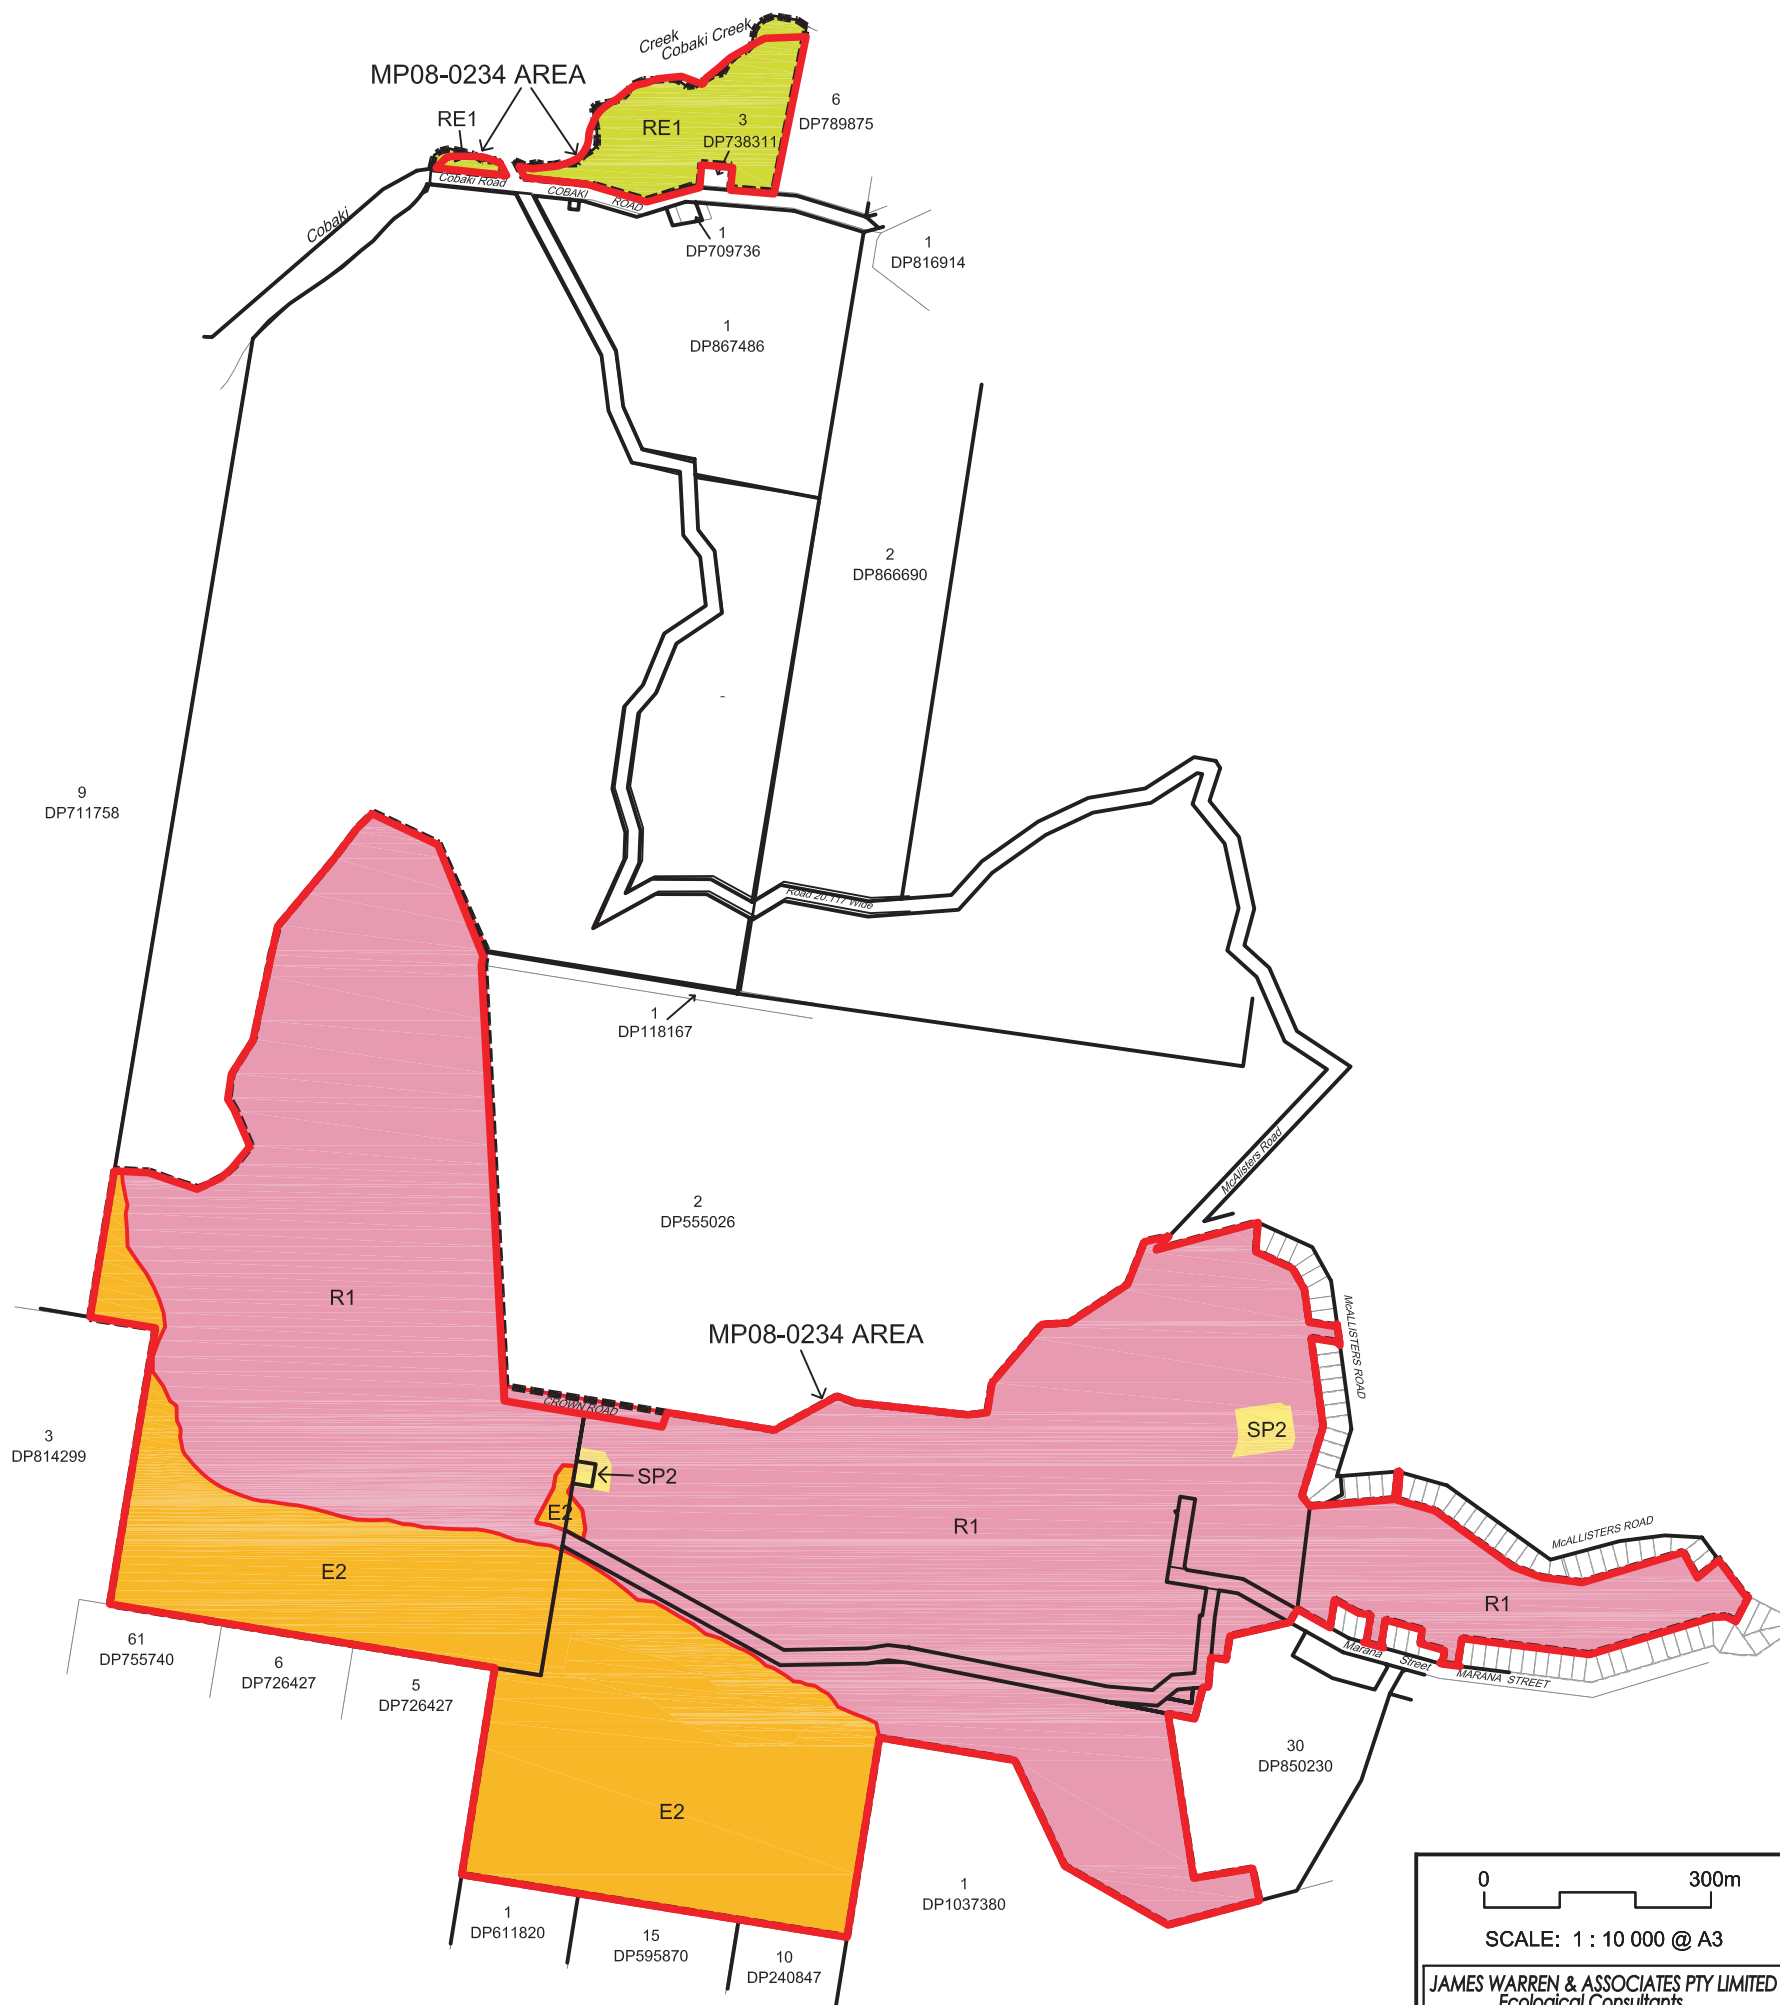 Creek
Cobaki Creek
MP08-0234 AREA
RE1
RE1
3
DP738311
6
DP789875
Cobaki Road
COBAKI
ROAD
Cobaki
1
DP709736
1
DP816914
1
DP867486
2
DP866690
9
DP711758
Road 20.117 Wide
1
DP118167
McAlisters Road
2
DP555026
R1
MP08-0234 AREA
McALLISTERS ROAD
CROWN ROAD
SP2
3
DP814299
SP2
E2
R1
McALLISTERS ROAD
E2
R1
61
DP755740
6
DP726427
5
DP726427
Marana Street
MARANA STREET
30
DP850230
E2
1
DP1037380
1
DP611820
15
DP595870
10
DP240847
0 300m
SCALE: 1 : 10 000 @ A3
JAMES WARREN & ASSOCIATES PTY LIMITED
Ecological Consultants